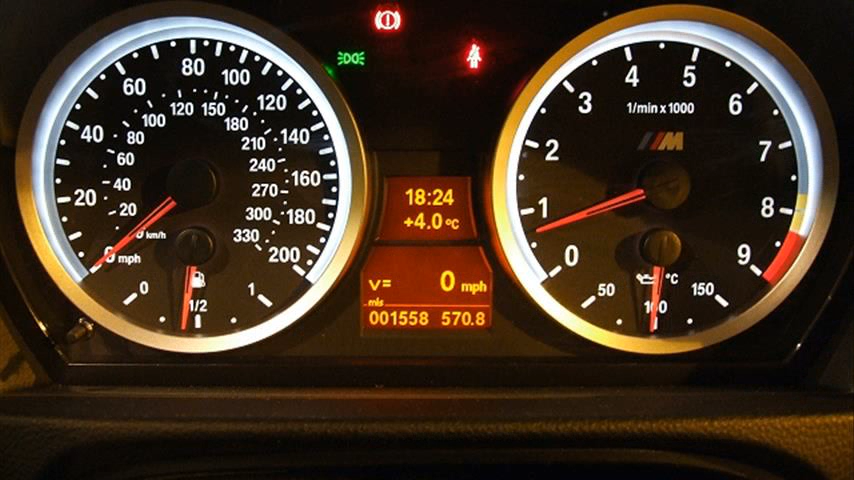 80
60 100
120 150
100 180
120
80
40 210 140
60 240
160
40 270
20
20 300 180
km/h
330
0 mph 200
0 1/2 1
18:24
+4.0 °C
v= 0 mph
mls
001558 570.8
4 5
3 1/min x 1000 6
M
2 7
1 8
0 °C 9
50 100 150